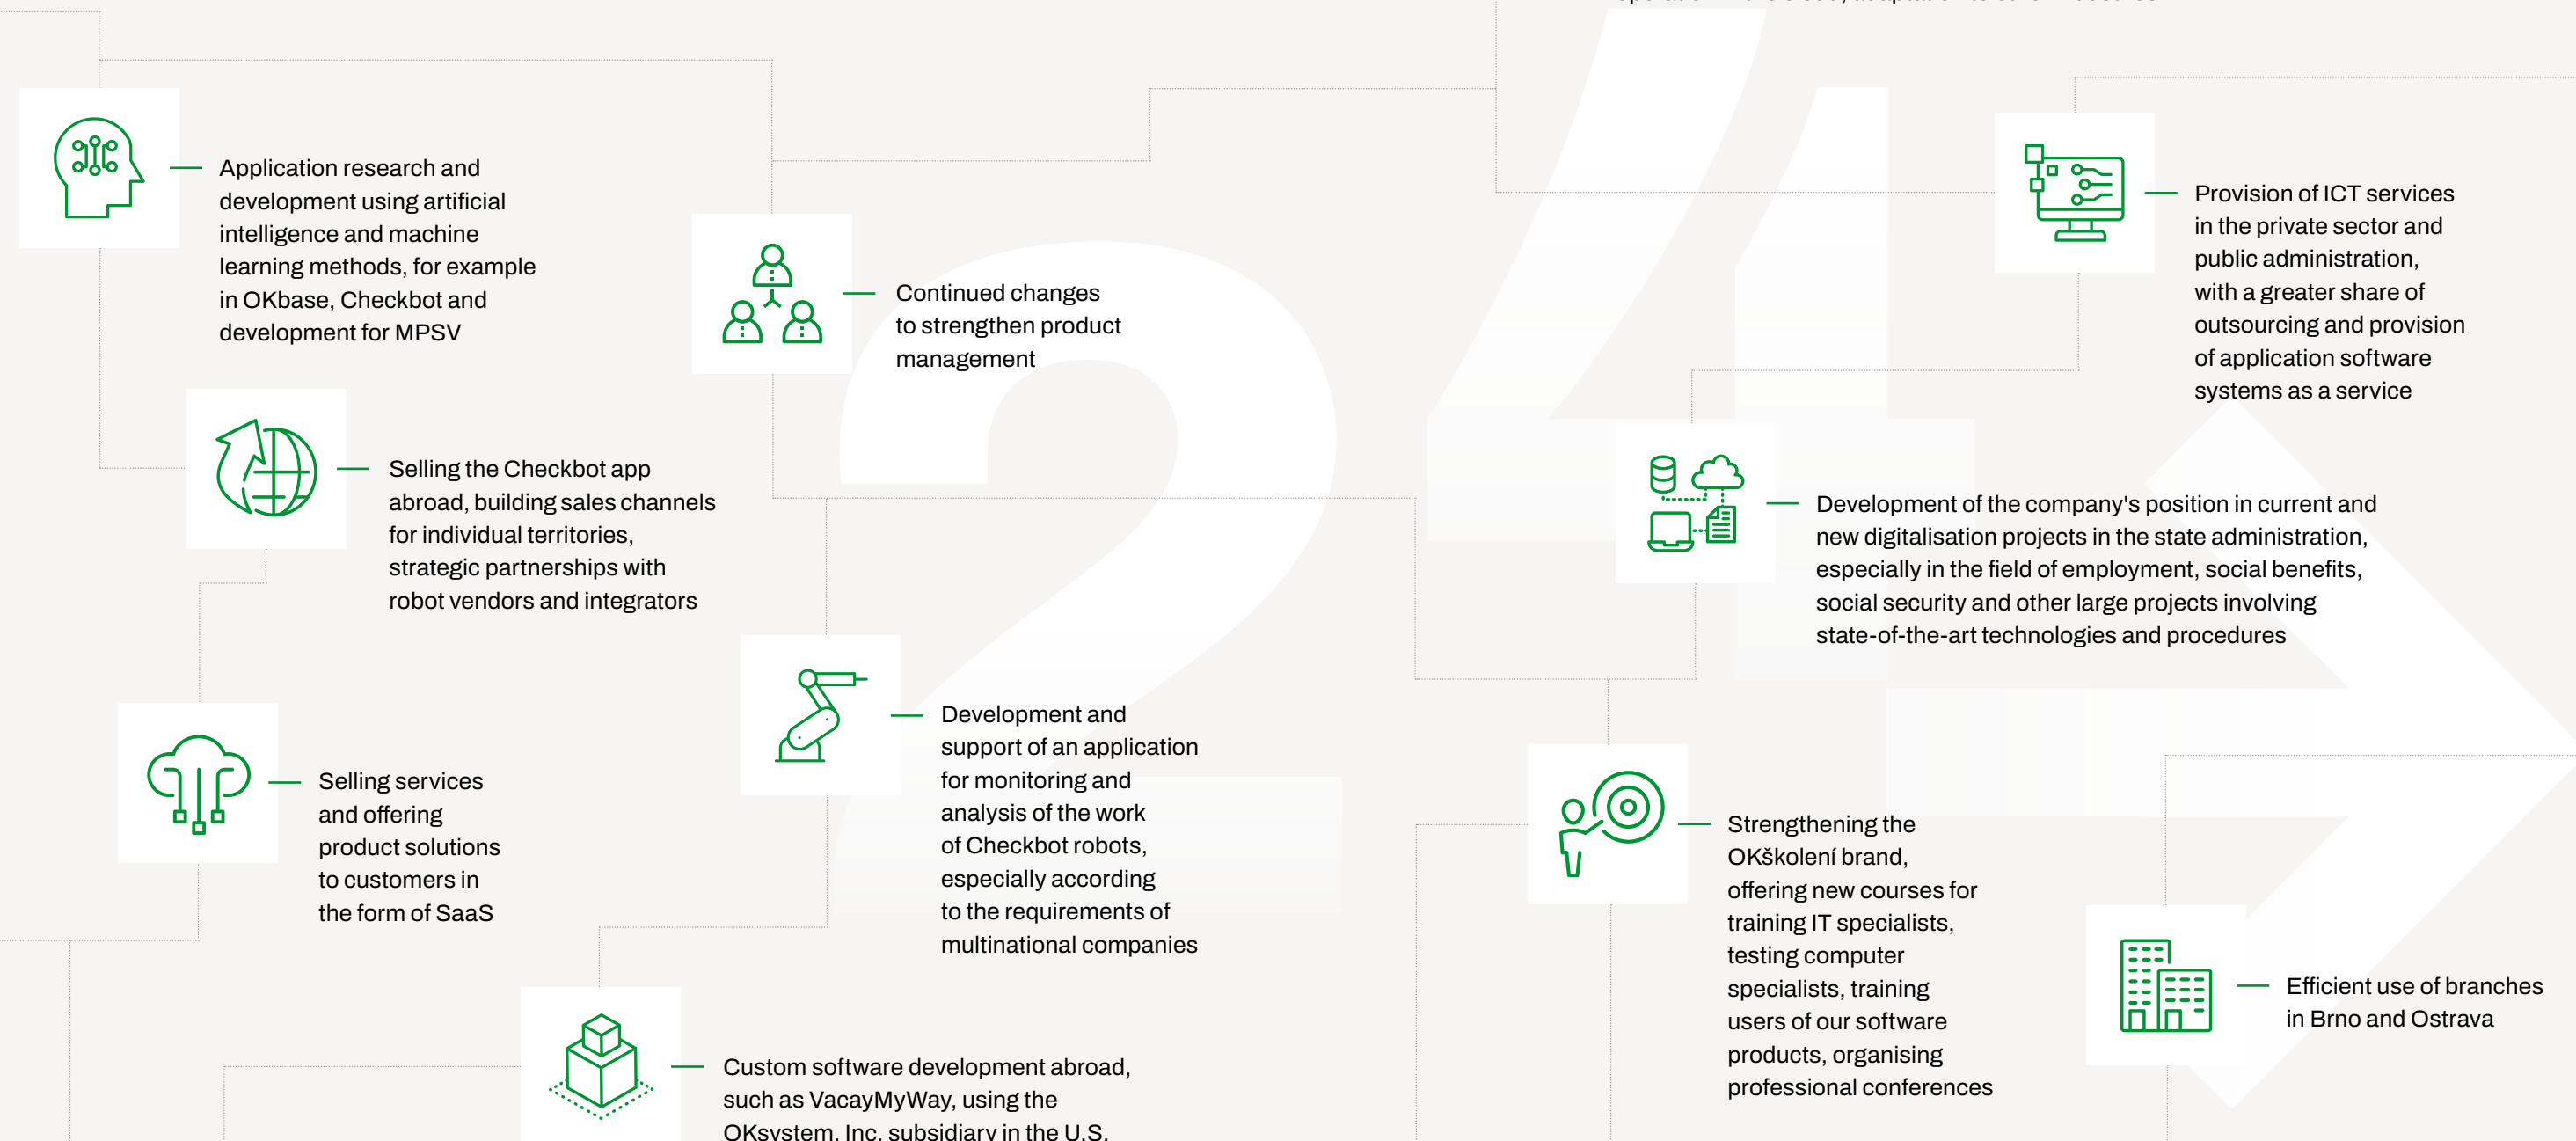 Application research and
development using artificial
intelligence and machine
learning methods, for example
in OKbase, Checkbot and
development for MPSV
Continued changes
to strengthen product
management
Provision of ICT services
in the private sector and
public administration,
with a greater share of
outsourcing and provision
of application software
systems as a service
Selling the Checkbot app
abroad, building sales channels
for individual territories,
strategic partnerships with
robot vendors and integrators
Development of the company's position in current and
new digitalisation projects in the state administration,
especially in the field of employment, social benefits,
social security and other large projects involving
state-of-the-art technologies and procedures
Selling services
and offering
product solutions
to customers in
the form of SaaS
Development and
support of an application
for monitoring and
analysis of the work
of Checkbot robots,
especially according
to the requirements of
multinational companies
Strengthening the
OKškolení brand,
offering new courses for
training IT specialists,
testing computer
specialists, training
users of our software
products, organising
professional conferences
Efficient use of branches
in Brno and Ostrava
Custom software development abroad,
such as VacayMyWay, using the
OKsystem, Inc. subsidiary in the U.S.
24